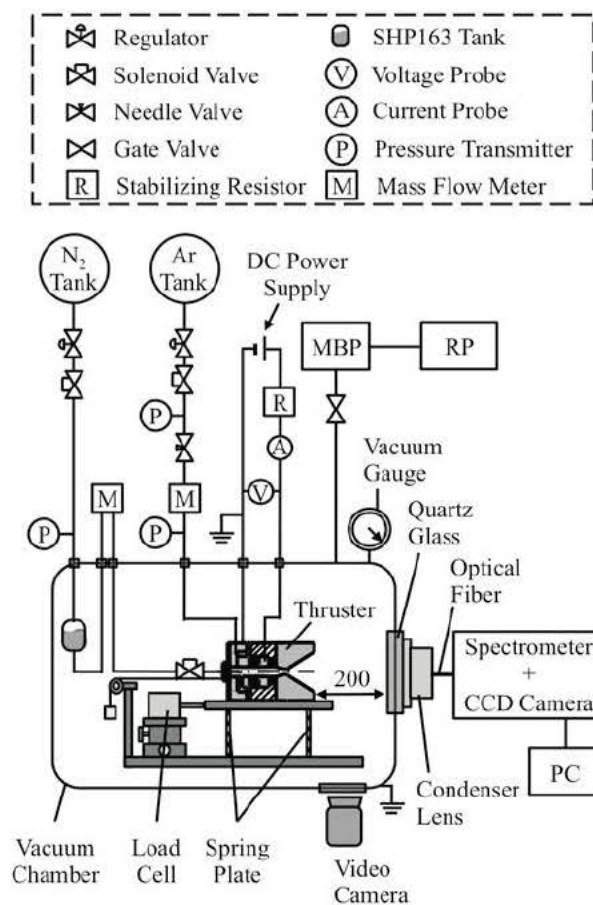 Regulator
SHP163 Tank
Solenoid Valve
V
Voltage Probe
Needle Valve
A
Current Probe
Gate Valve
P
Pressure Transmitter
R
Stabilizing Resistor
M
Mass Flow Meter
N2
Tank
Ar
Tank
DC Power
Supply
MBP
RP
R
P
A
Vacuum
Gauge
M
M
V
Quartz
Glass
P
P
Optical
Fiber
Thruster
Spectrometer
+
CCD Camera
200
PC
Condenser
Lens
Vacuum
Chamber
Load
Cell
Spring
Plate
Video
Camera